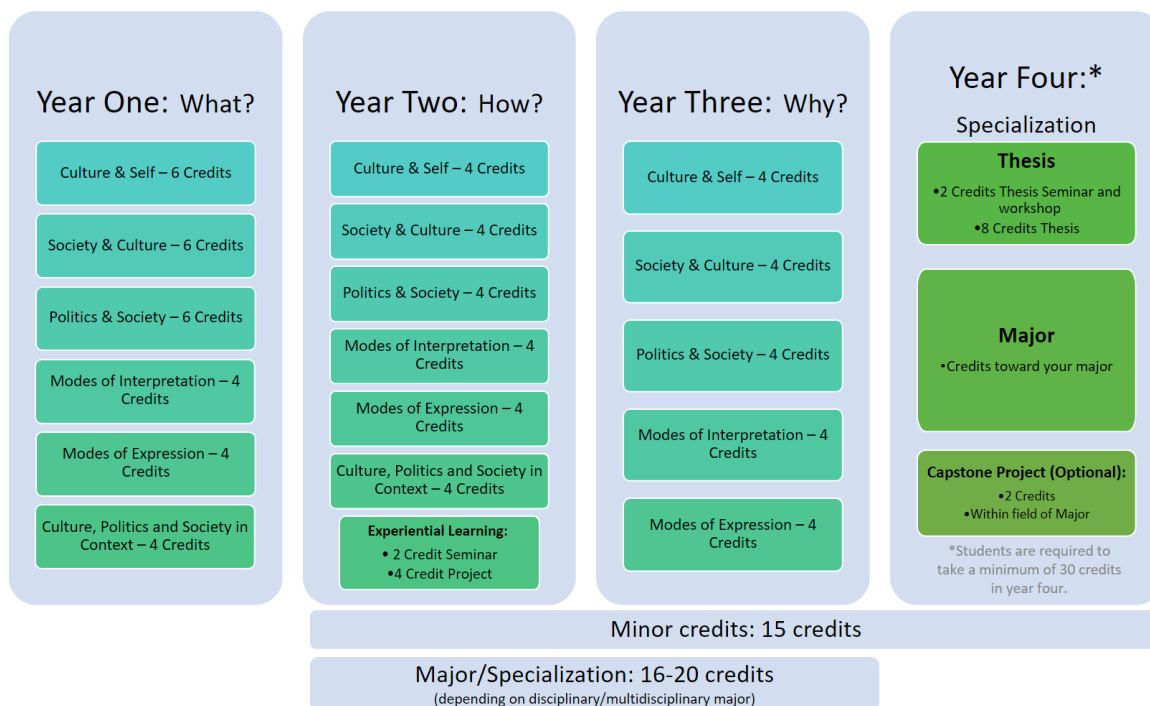 Year One: What?
Culture & Self – 6 Credits
Society & Culture – 6 Credits
Politics & Society – 6 Credits
Modes of Interpretation – 4
Credits
Modes of Expression – 4
Credits
Culture, Politics and Society in
Context – 4 Credits
Year Two: How?
Culture & Self – 4 Credits
Society & Culture – 4 Credits
Politics & Society – 4 Credits
Modes of Interpretation – 4
Credits
Modes of Expression – 4
Credits
Culture, Politics and Society in
Context – 4 Credits
Experiential Learning:
• 2 Credit Seminar
•4 Credit Project
Year Three: Why?
Culture & Self – 4 Credits
Society & Culture – 4 Credits
Politics & Society – 4 Credits
Modes of Interpretation – 4
Credits
Modes of Expression – 4
Credits
Year Four:*
Specialization
Thesis
•2 Credits Thesis Seminar and
workshop
•8 Credits Thesis
Major
•Credits toward your major
Capstone Project (Optional):
•2 Credits
•Within field of Major
*Students are required to
take a minimum of 30 credits
in year four.
Minor credits: 15 credits
Major/Specialization: 16-20 credits
(depending on disciplinary/multidisciplinary major)